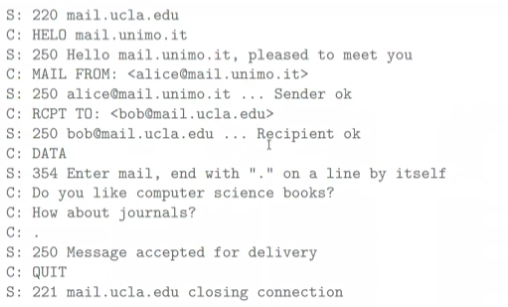 S: 220 mail.ucla.edu
C: HELO mail.unimo.it
S: 250 Hello mail.unimo.it, pleased to meet you
C: MAIL FROM: <alice@mail.unimo.it>
S: 250 alice@mail.unimo.it ... Sender ok
C: RCPT TO: <bob@mail.ucla.edu>
S: 250 bob@mail.ucla.edu ... Recipient ok
C: DATA
S: 354 Enter mail, end with "." on a line by itself
C: Do you like computer science books?
C: How about journals?
C: .
S: 250 Message accepted for delivery
C: QUIT
S: 221 mail.ucla.edu closing connection